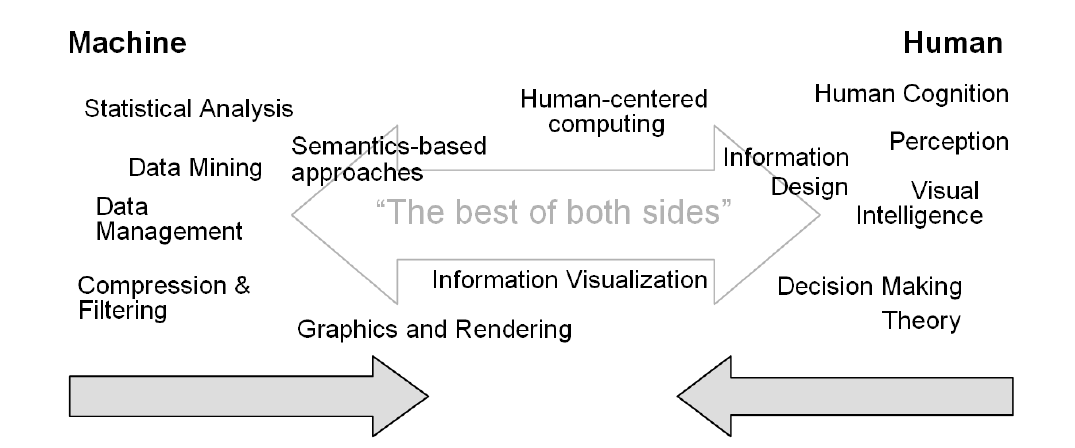 Machine
Human
Statistical Analysis
Data Mining
Data
Management
Compression &
Filtering
Semantics-based
approaches
Human-centered
computing
“The best of both sides”
Information Visualization
Graphics and Rendering
Information
Design
Human Cognition
Perception
Visual
Intelligence
Decision Making
Theory